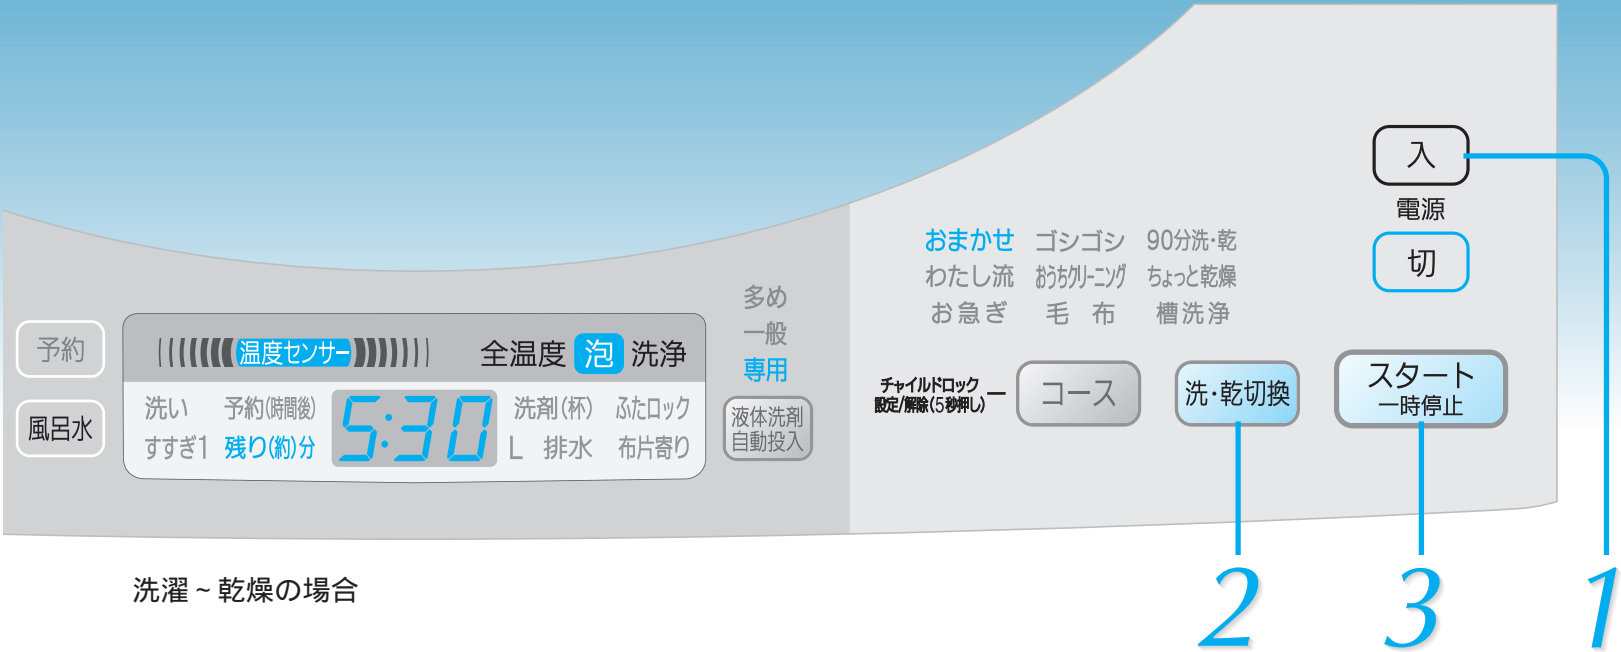 入
電源
切
おまかせ ゴシゴシ 90分洗・乾
わたし流 おうちクリーニング ちょっと乾燥
お急ぎ 毛 布 槽洗浄
多め
一般
専用
液体洗剤
自動投入
予約
風呂水
温度センサー 全温度 泡 洗浄
洗い 予約(時間後) 5:30 洗剤(杯) ふたロック
すすぎ1 残り(約)分 L 排水 布片寄り
チャイルドロック
設定/解除(5秒押し)
コース
洗・乾切換
スタート
一時停止
洗濯~乾燥の場合
2 3 1